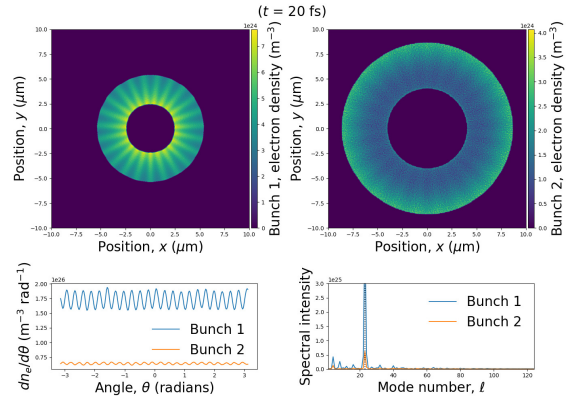 (t = 20 fs)
1e24
1e24
10.0
7.5
5.0
2.5
0.0
−2.5
−5.0
−7.5
−10.0
Position, y (μm)
−10.0 −7.5 −5.0 −2.5 0.0 2.5 5.0 7.5 10.0
Position, x (μm)
7
6
5
4
3
2
1
0
Bunch 1, electron density (m⁻³)
10.0
7.5
5.0
2.5
0.0
−2.5
−5.0
−7.5
−10.0
Position, y (μm)
−10.0 −7.5 −5.0 −2.5 0.0 2.5 5.0 7.5 10.0
Position, x (μm)
4.0
3.5
3.0
2.5
2.0
1.5
1.0
0.5
0.0
Bunch 2, electron density (m⁻³)
1e26
2.00
1.75
1.50
1.25
1.00
0.75
dnₑ/dθ (m⁻³ rad⁻¹)
Bunch 1
Bunch 2
−3 −2 −1 0 1 2 3
Angle, θ (radians)
1e25
3.0
2.5
2.0
1.5
1.0
0.5
0.0
Spectral intensity
Bunch 1
Bunch 2
20 40 60 80 100 120
Mode number, ℓ